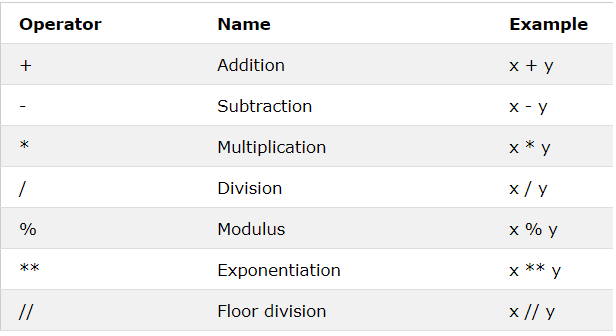 Operator Name Example
+ Addition x + y
- Subtraction x - y
* Multiplication x * y
/ Division x / y
% Modulus x % y
** Exponentiation x ** y
// Floor division x // y